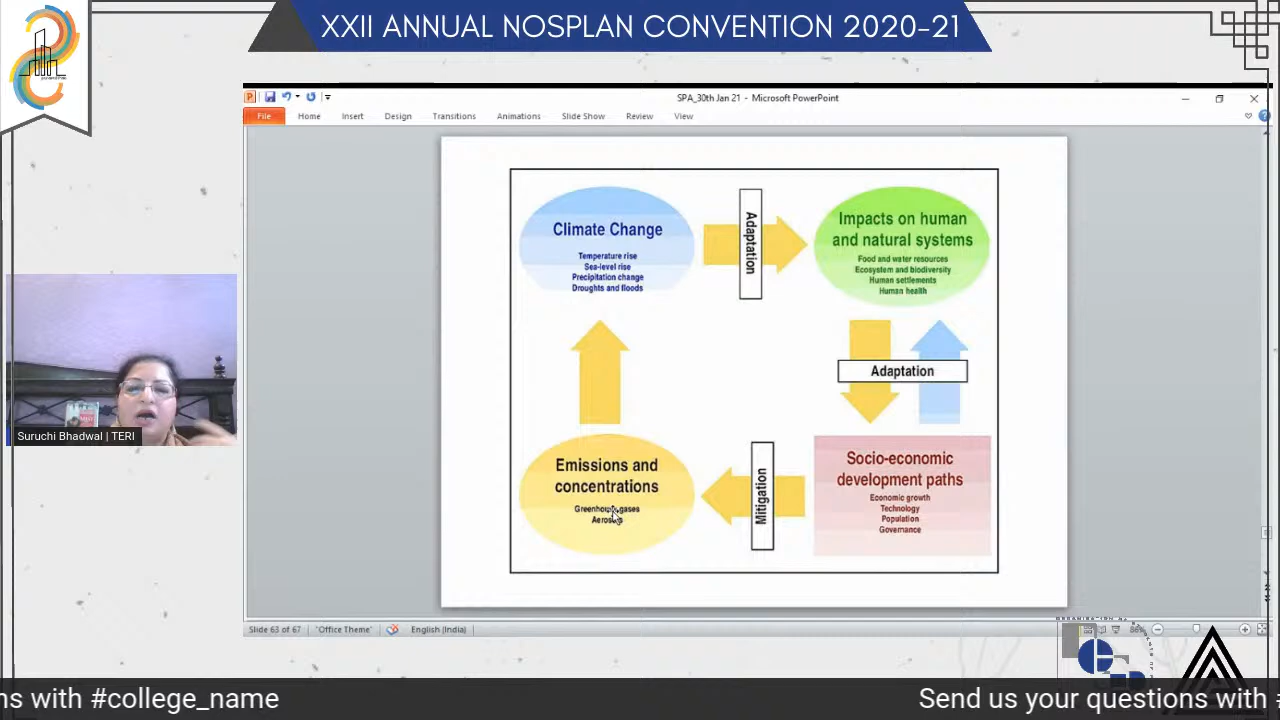 XXII ANNUAL NOSPLAN CONVENTION 2020-21
SPA_30th Jan 21 - Microsoft PowerPoint
File Home Insert Design Transitions Animations Slide Show Review View
Climate Change
Temperature rise
Sea-level rise
Precipitation change
Droughts and floods
Adaptation
Impacts on human
and natural systems
Food and water resources
Ecosystem and biodiversity
Human settlements
Human health
Adaptation
Emissions and
concentrations
Greenhouse gases
Aerosols
Mitigation
Socio-economic
development paths
Economic growth
Technology
Population
Governance
Suruchi Bhadwal | TERI
Slide 63 of 67 "Office Theme" English (India)
ns with #college_name
Send us your questions with #